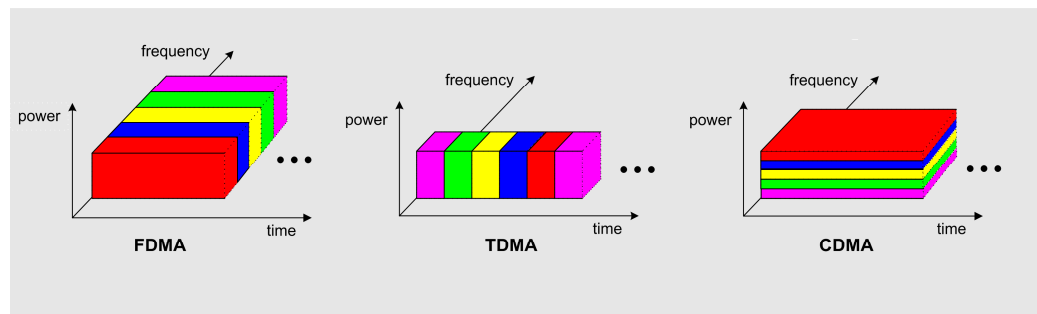 frequency
power
time
FDMA
frequency
power
time
TDMA
frequency
power
time
CDMA